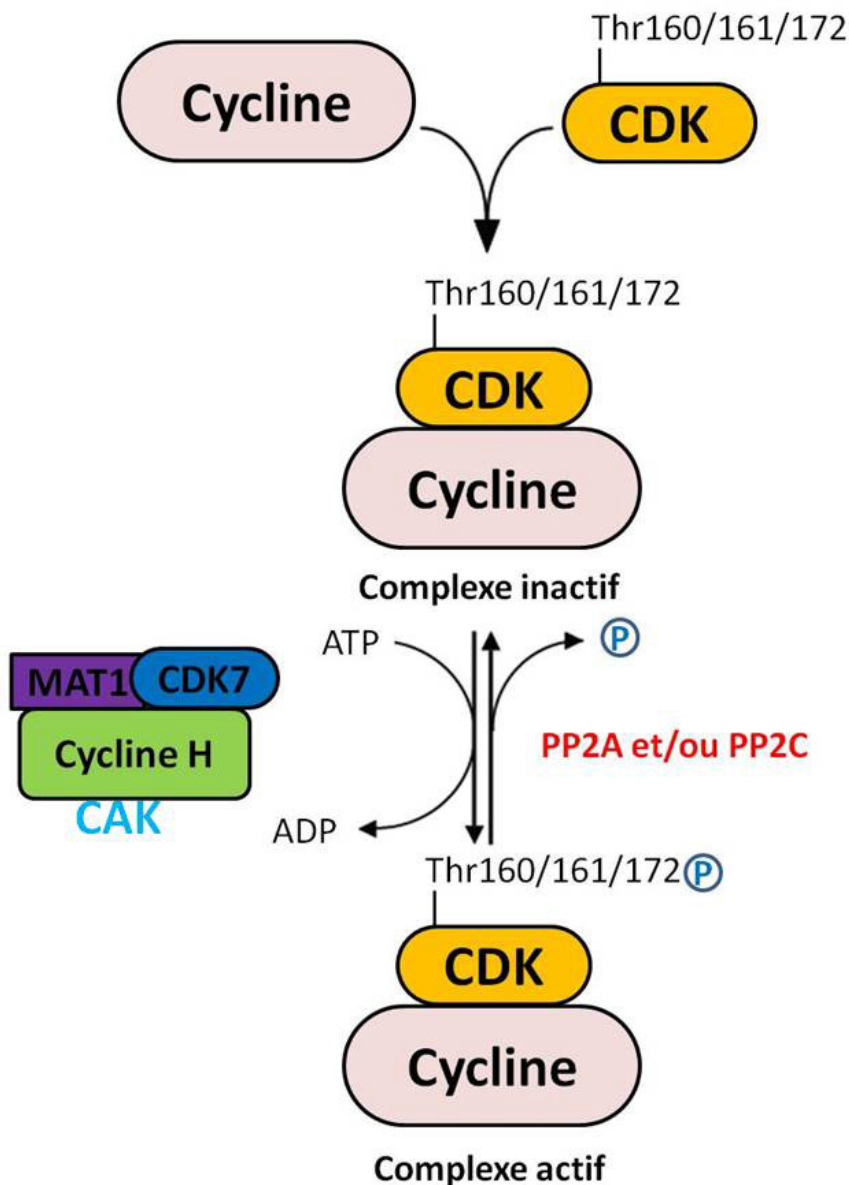 Thr160/161/172
Cycline
CDK
Thr160/161/172
CDK
Cycline
Complexe inactif
ATP
P
MAT1
CDK7
Cycline H
CAK
PP2A et/ou PP2C
ADP
Thr160/161/172 P
CDK
Cycline
Complexe actif